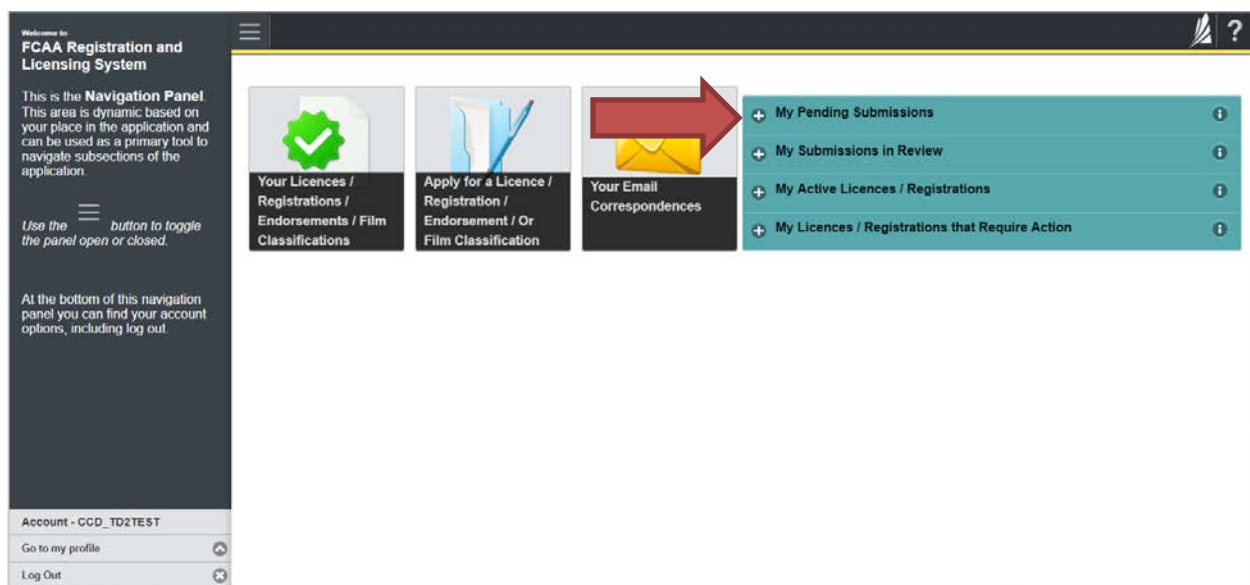 Welcome to
FCAA Registration and
Licensing System
This is the Navigation Panel.
This area is dynamic based on
your place in the application and
can be used as a primary tool to
navigate subsections of the
application.
Use the button to toggle
the panel open or closed.
At the bottom of this navigation
panel you can find your account
options, including log out.
Account - CCD_TD2TEST
Go to my profile
Log Out
?
Your Licences /
Registrations /
Endorsements / Film
Classifications
Apply for a Licence /
Registration /
Endorsement / Or
Film Classification
Your Email
Correspondences
My Pending Submissions
My Submissions in Review
My Active Licences / Registrations
My Licences / Registrations that Require Action